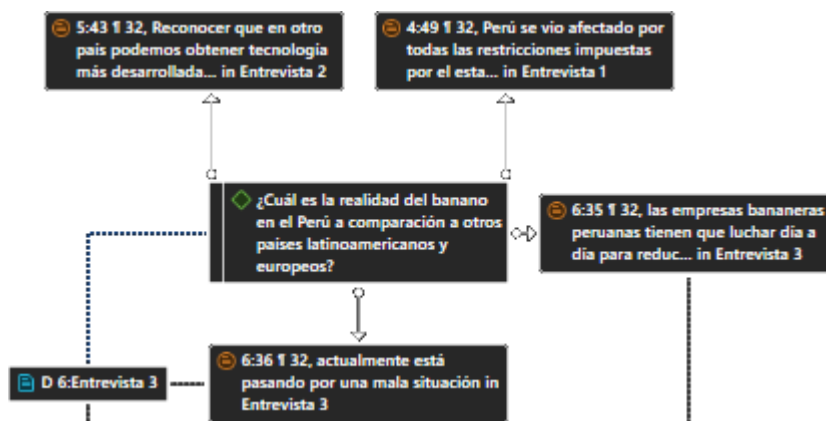 5:43 ¶ 32, Reconocer que en otro
país podemos obtener tecnología
más desarrollada... in Entrevista 2
4:49 ¶ 32, Perú se vio afectado por
todas las restricciones impuestas
por el esta... in Entrevista 1
¿Cuál es la realidad del banano
en el Perú a comparación a otros
países latinoamericanos y
europeos?
6:35 ¶ 32, las empresas bananeras
peruanas tienen que luchar día a
día para reduc... in Entrevista 3
6:36 ¶ 32, actualmente está
pasando por una mala situación in
Entrevista 3
D 6:Entrevista 3